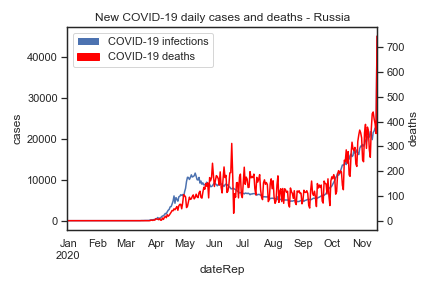 New COVID-19 daily cases and deaths - Russia
COVID-19 infections
COVID-19 deaths
40000
30000
20000
10000
0
cases
700
600
500
400
300
200
100
0
deaths
Jan Feb Mar Apr May Jun Jul Aug Sep Oct Nov
2020
dateRep